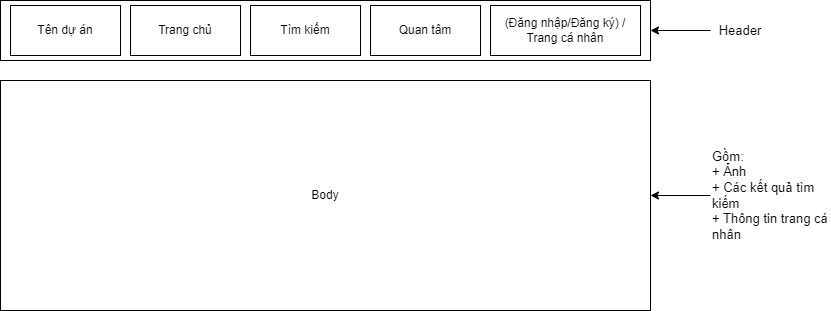 Tên dự án
Trang chủ
Tìm kiếm
Quan tâm
(Đăng nhập/Đăng ký) /
Trang cá nhân
Header
Body
Gồm:
+ Ảnh
+ Các kết quả tìm
kiếm
+ Thông tin trang cá
nhân